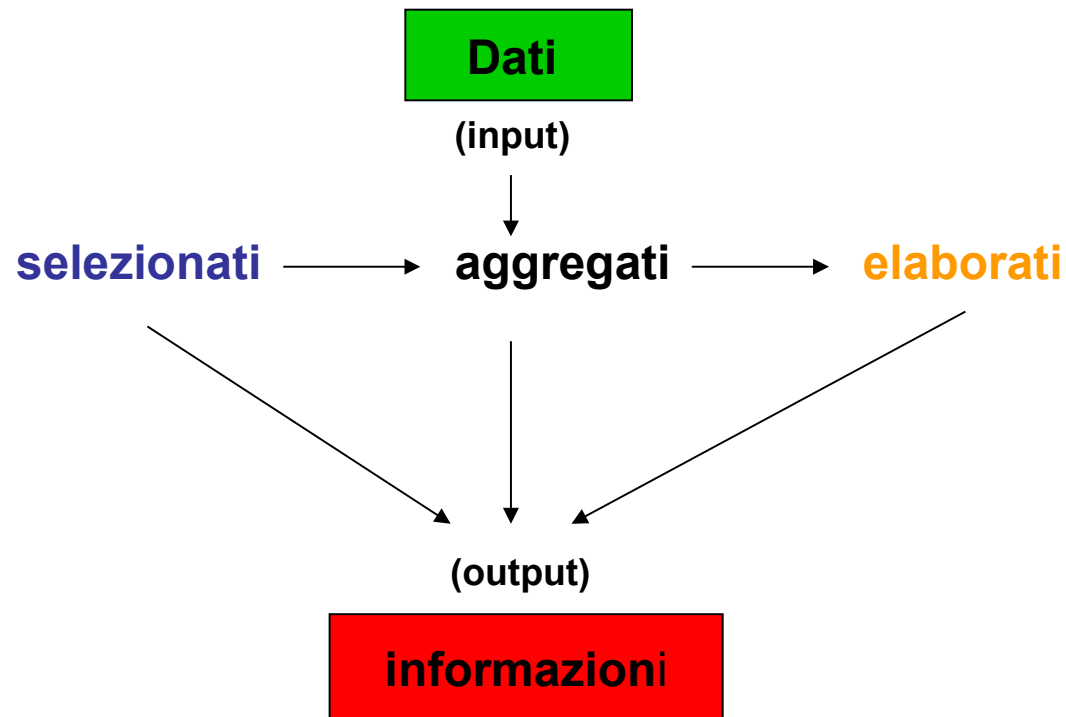 Dati
(input)
selezionati aggregati elaborati
(output)
informazioni